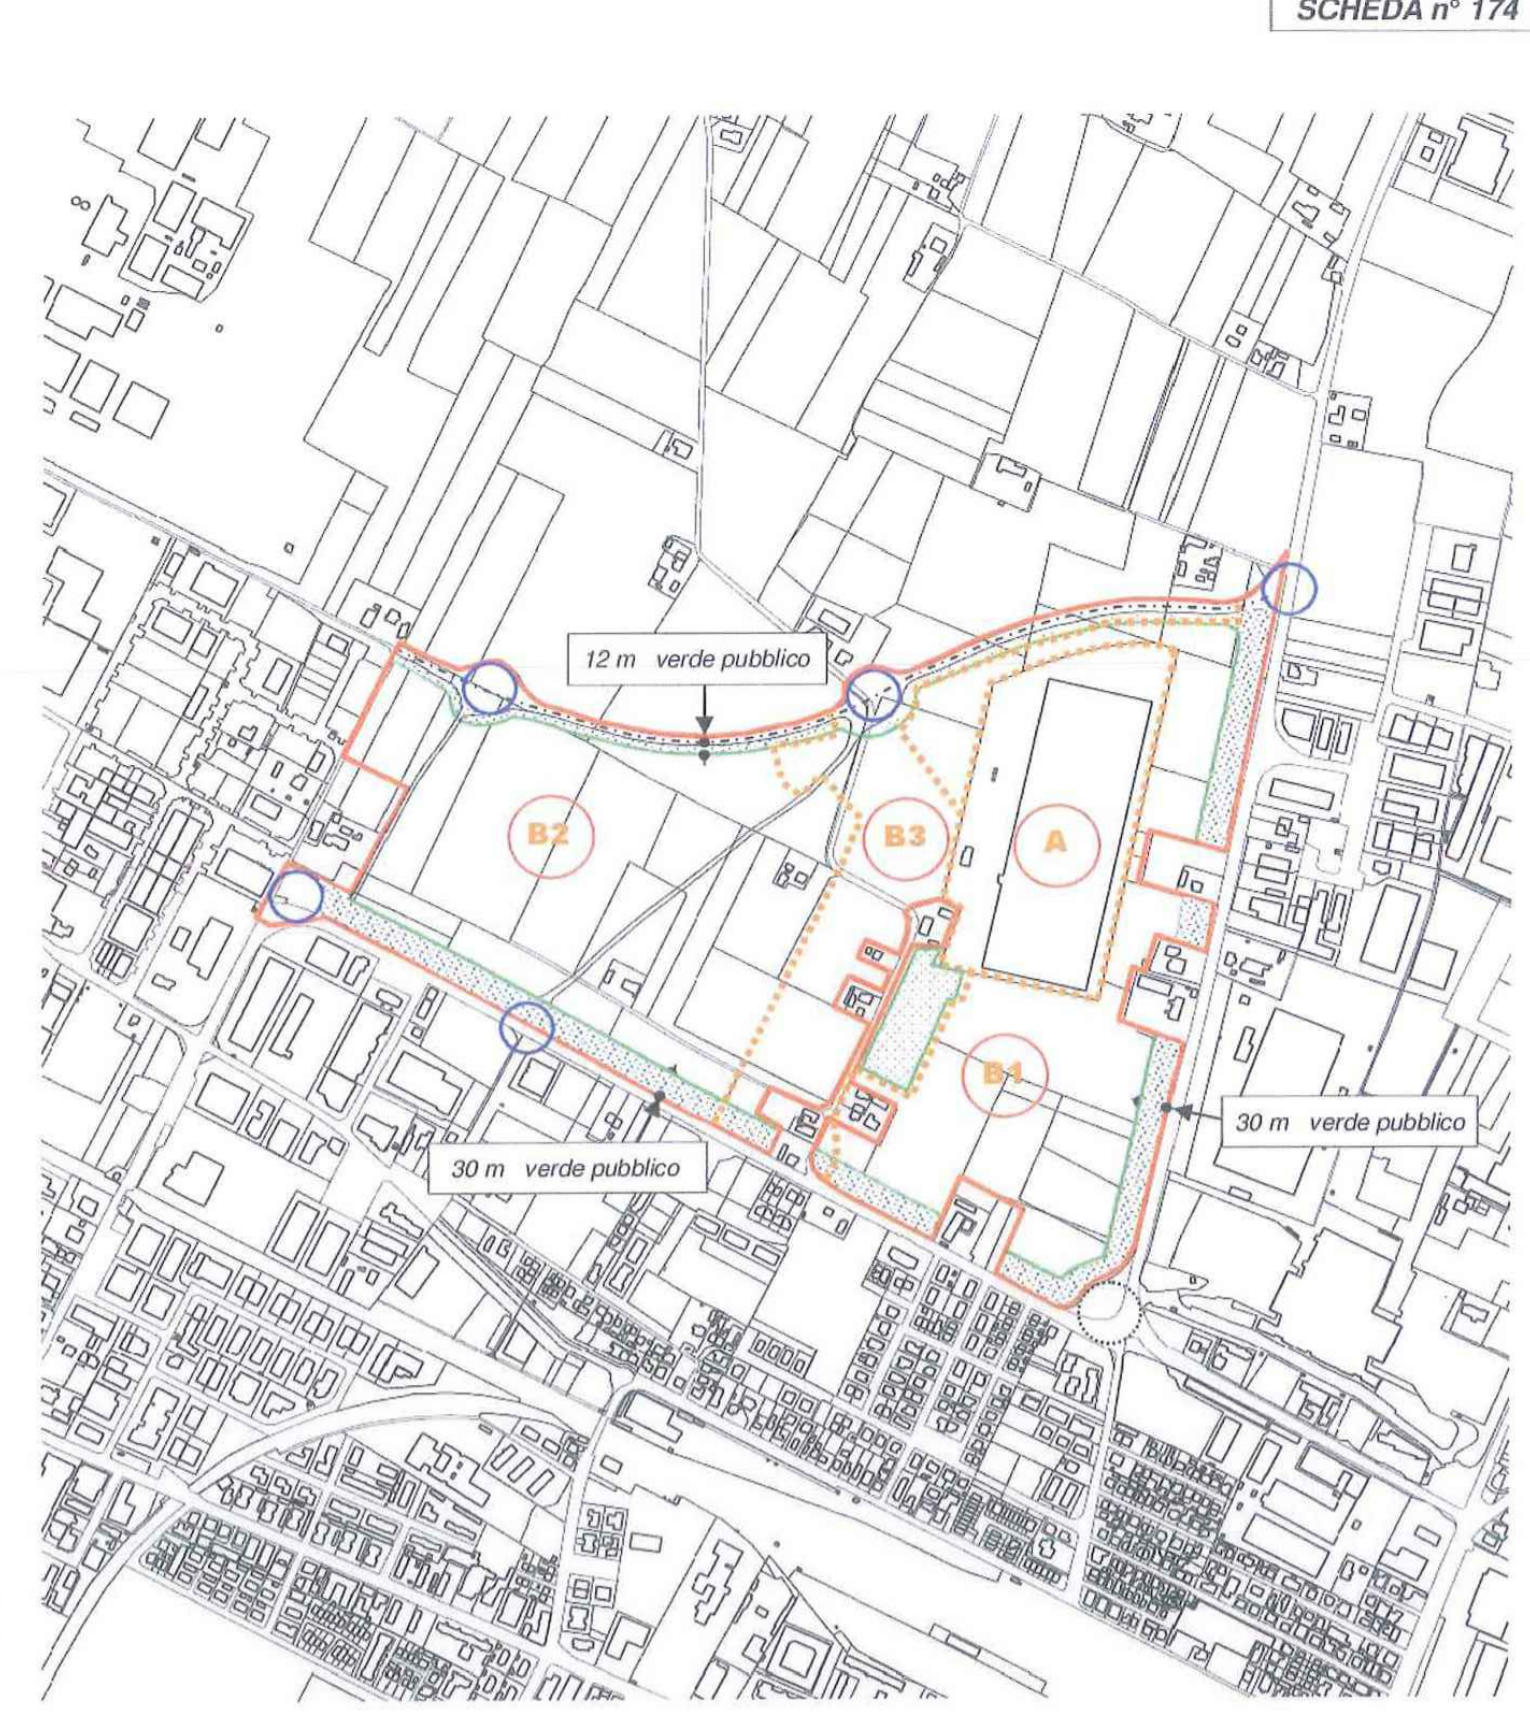 SCHEDA n° 174
12 m verde pubblico
B2
B3
A
B1
30 m verde pubblico
30 m verde pubblico